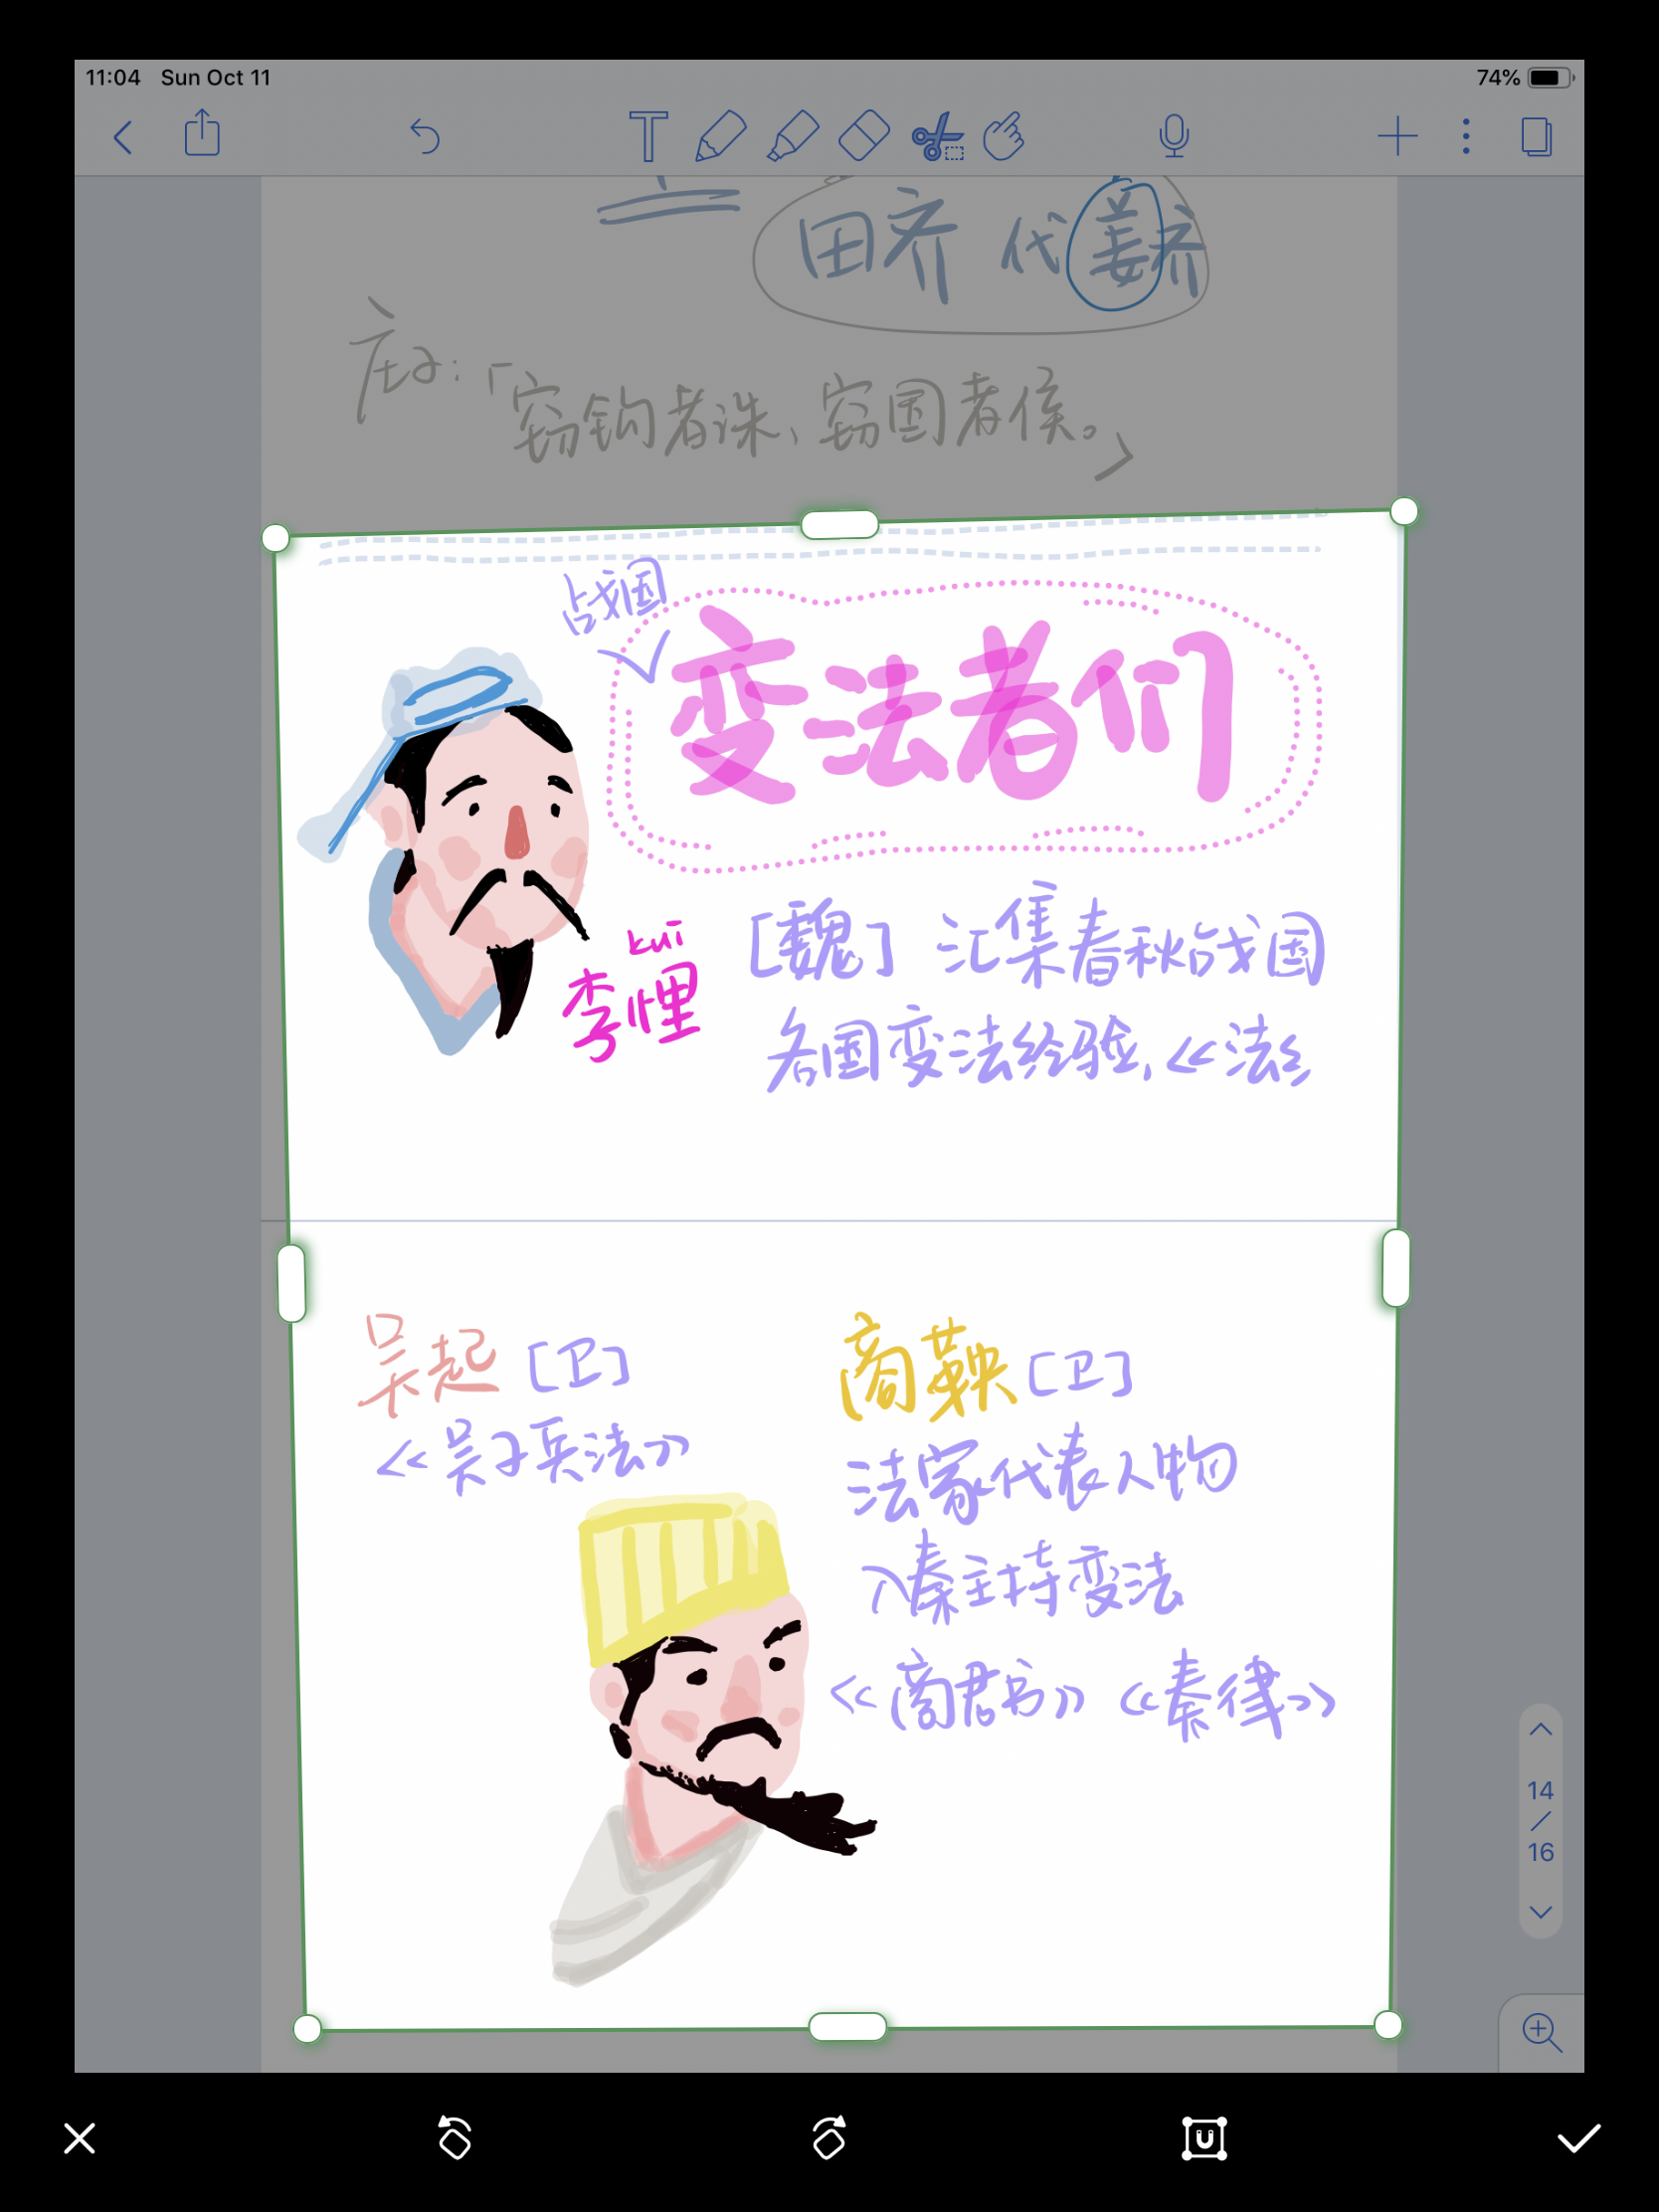 11:04 Sun Oct 11
74%
田齐代姜齐
庄子:「窃钩者诛、窃国者侯。」
战国
变法者们
kui
李悝
[魏] 汇集春秋战国
各国变法经验,《法
吴起 [卫]
《吴子兵法》
商鞅 [卫]
法家代表人物
入秦主持变法
《商君书》《秦律》
14
/
16